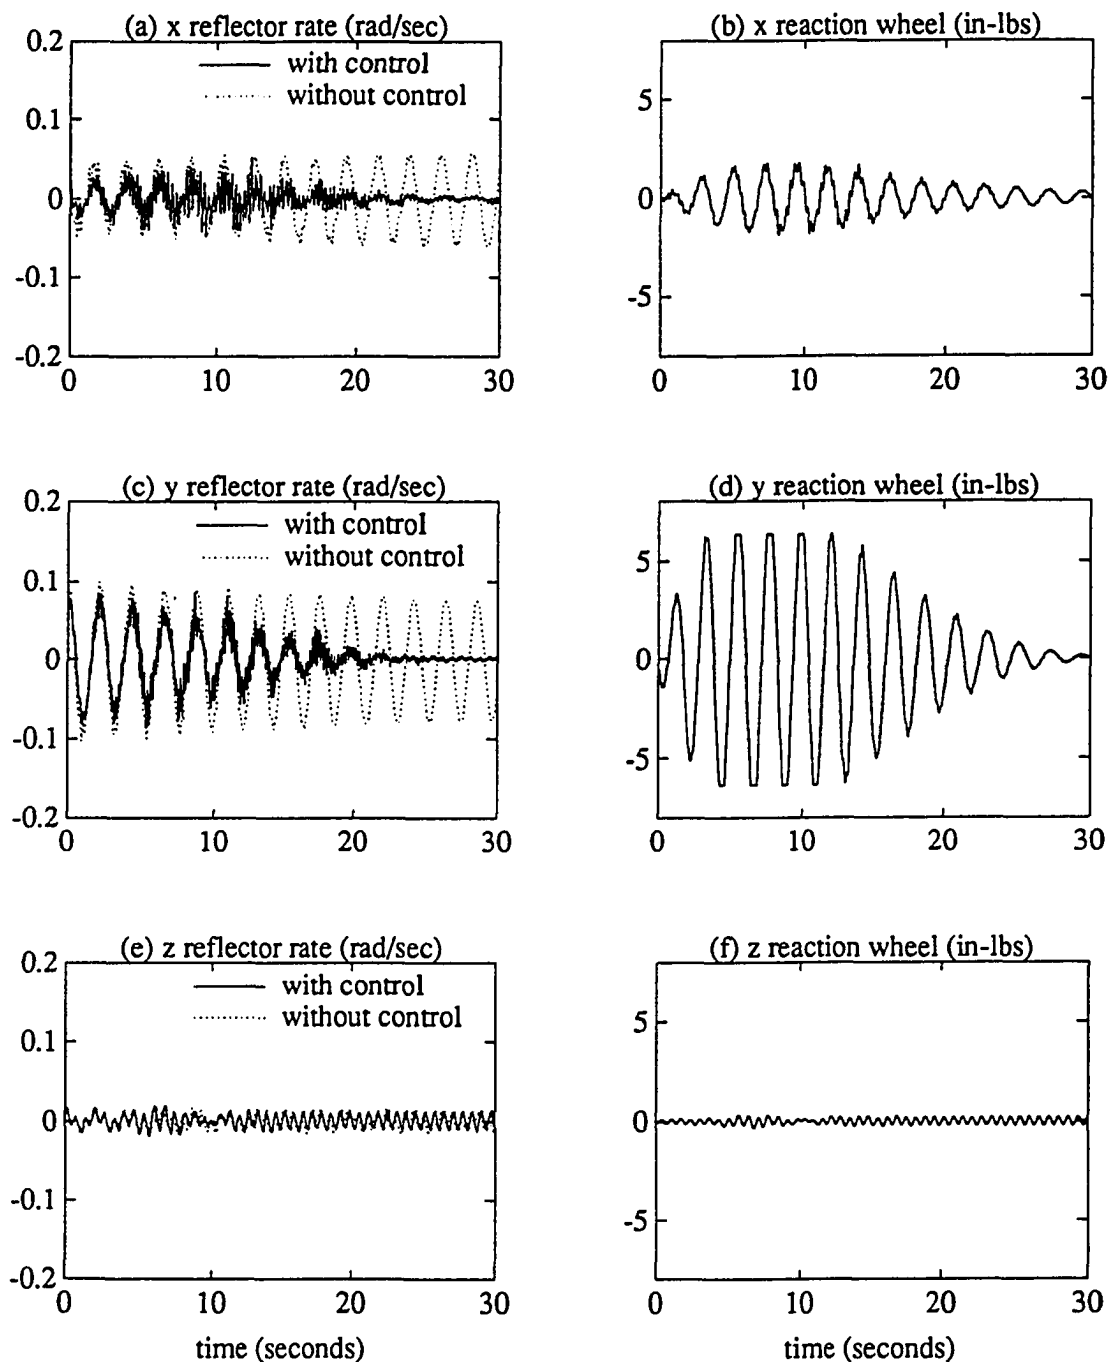 (a) x reflector rate (rad/sec)
0.2
0.1
0
-0.1
-0.2
with control
without control
0 10 20 30
(b) x reaction wheel (in-lbs)
5
0
-5
0 10 20 30
(c) y reflector rate (rad/sec)
0.2
0.1
0
-0.1
-0.2
with control
without control
0 10 20 30
(d) y reaction wheel (in-lbs)
5
0
-5
0 10 20 30
(e) z reflector rate (rad/sec)
0.2
0.1
0
-0.1
-0.2
with control
without control
0 10 20 30
time (seconds)
(f) z reaction wheel (in-lbs)
5
0
-5
0 10 20 30
time (seconds)